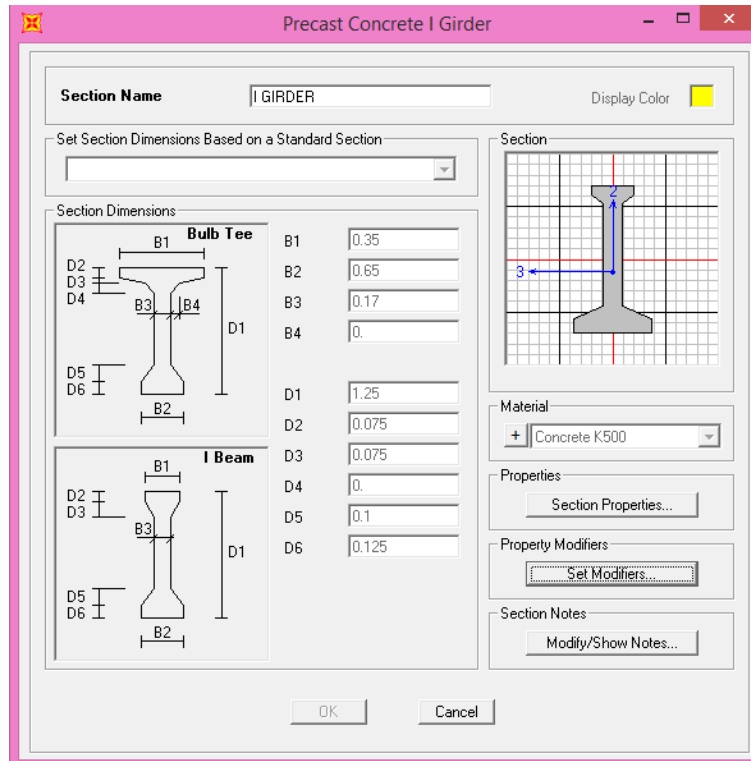 Precast Concrete I Girder
Section Name
I GIRDER
Display Color
Set Section Dimensions Based on a Standard Section
Section Dimensions
Bulb Tee
B1
D2
D3
D4
B3
B4
D1
D5
D6
B2
I Beam
B1
D2
D3
B3
D1
D5
D6
B2
B1 0.35
B2 0.65
B3 0.17
B4 0.
D1 1.25
D2 0.075
D3 0.075
D4 0.
D5 0.1
D6 0.125
Section
2
3
Material
+ Concrete K500
Properties
Section Properties...
Property Modifiers
Set Modifiers...
Section Notes
Modify/Show Notes...
OK
Cancel